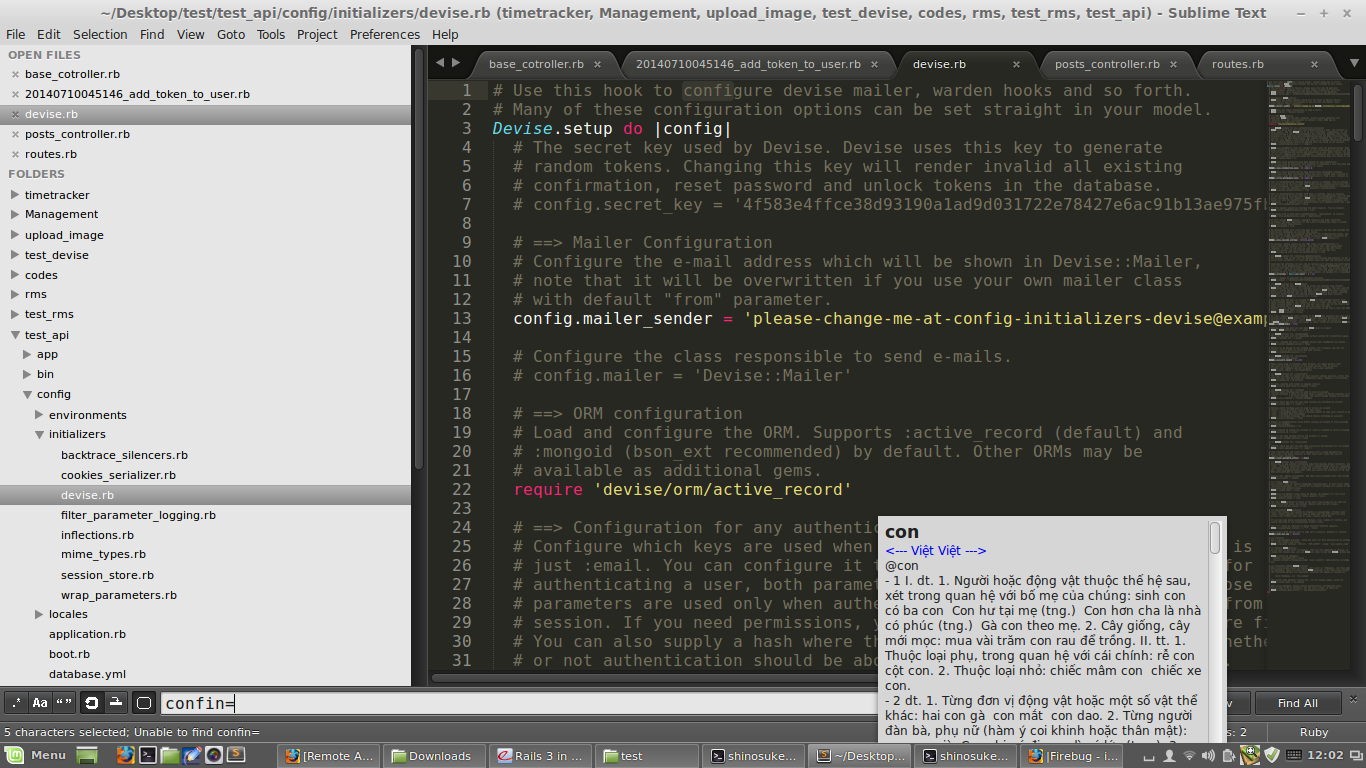 ~/Desktop/test/test_api/config/initializers/devise.rb (timetracker, Management, upload_image, test_devise, codes, rms, test_rms, test_api) - Sublime Text
File Edit Selection Find View Goto Tools Project Preferences Help
OPEN FILES
base_cotroller.rb
20140710045146_add_token_to_user.rb
devise.rb
posts_controller.rb
routes.rb
FOLDERS
timetracker
Management
upload_image
test_devise
codes
rms
test_rms
test_api
app
bin
config
environments
initializers
backtrace_silencers.rb
cookies_serializer.rb
devise.rb
filter_parameter_logging.rb
inflections.rb
mime_types.rb
session_store.rb
wrap_parameters.rb
locales
application.rb
boot.rb
database.yml
base_cotroller.rb 20140710045146_add_token_to_user.rb devise.rb posts_controller.rb routes.rb
1 # Use this hook to configure devise mailer, warden hooks and so forth.
2 # Many of these configuration options can be set straight in your model.
3 Devise.setup do |config|
4 # The secret key used by Devise. Devise uses this key to generate
5 # random tokens. Changing this key will render invalid all existing
6 # confirmation, reset password and unlock tokens in the database.
7 # config.secret_key = '4f583e4ffce38d93190a1ad9d031722e78427e6ac91b13ae975f
8
9 # ==> Mailer Configuration
10 # Configure the e-mail address which will be shown in Devise::Mailer,
11 # note that it will be overwritten if you use your own mailer class
12 # with default "from" parameter.
13 config.mailer_sender = 'please-change-me-at-config-initializers-devise@exam
14
15 # Configure the class responsible to send e-mails.
16 # config.mailer = 'Devise::Mailer'
17
18 # ==> ORM configuration
19 # Load and configure the ORM. Supports :active_record (default) and
20 # :mongoid (bson_ext recommended) by default. Other ORMs may be
21 # available as additional gems.
22 require 'devise/orm/active_record'
23
24 # ==> Configuration for any authentic
25 # Configure which keys are used when is
26 # just :email. You can configure it t for
27 # authenticating a user, both paramet ose
28 # parameters are used only when authe from
29 # session. If you need permissions, y re fi
30 # You can also supply a hash where th nethe
31 # or not authentication should be abo
con
<--- Việt Việt --->
@con
- 1 I. dt. 1. Người hoặc động vật thuộc thế hệ sau,
xét trong quan hệ với bố mẹ của chúng: sinh con
có ba con Con hư tại mẹ (tng.) Con hơn cha là nhà
có phúc (tng.) Gà con theo mẹ. 2. Cây giống, cây
mới mọc: mua vài trăm con rau để trồng. II. tt. 1.
Thuộc loại phụ, trong quan hệ với cái chính: rễ con
cột con. 2. Thuộc loại nhỏ: chiếc mâm con chiếc xe
con.
- 2 dt. 1. Từng đơn vị động vật hoặc một số vật thể
khác: hai con gà con mắt con dao. 2. Từng người
đàn bà, phụ nữ (hàm ý coi khinh hoặc thân mật):
.* Aa “ ” confin= v Find All
5 characters selected; Unable to find confin= s: 2 Ruby
Menu [Remote A... Downloads Rails 3 in ... test shinosuke... ~/Desktop... shinosuke... [Firebug - i... 12:02